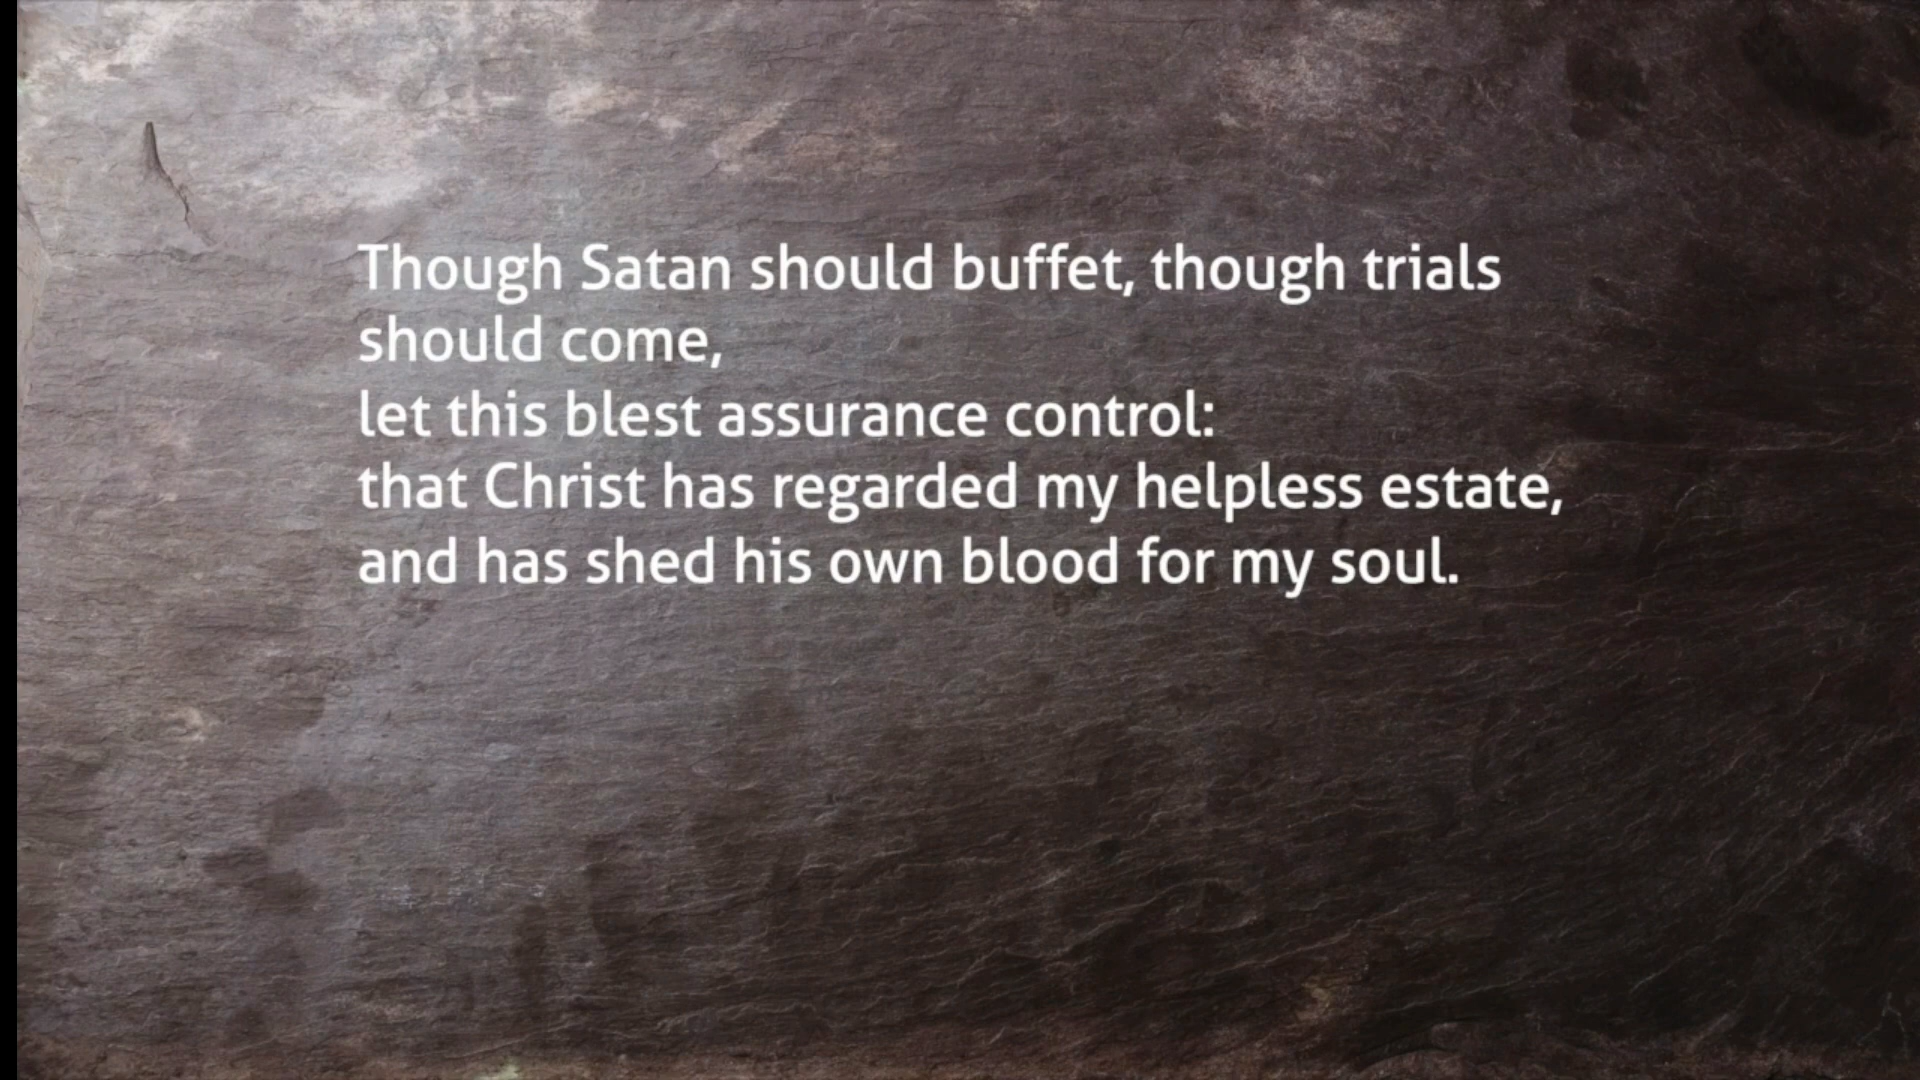 Though Satan should buffet, though trials
should come,
let this blest assurance control:
that Christ has regarded my helpless estate,
and has shed his own blood for my soul.